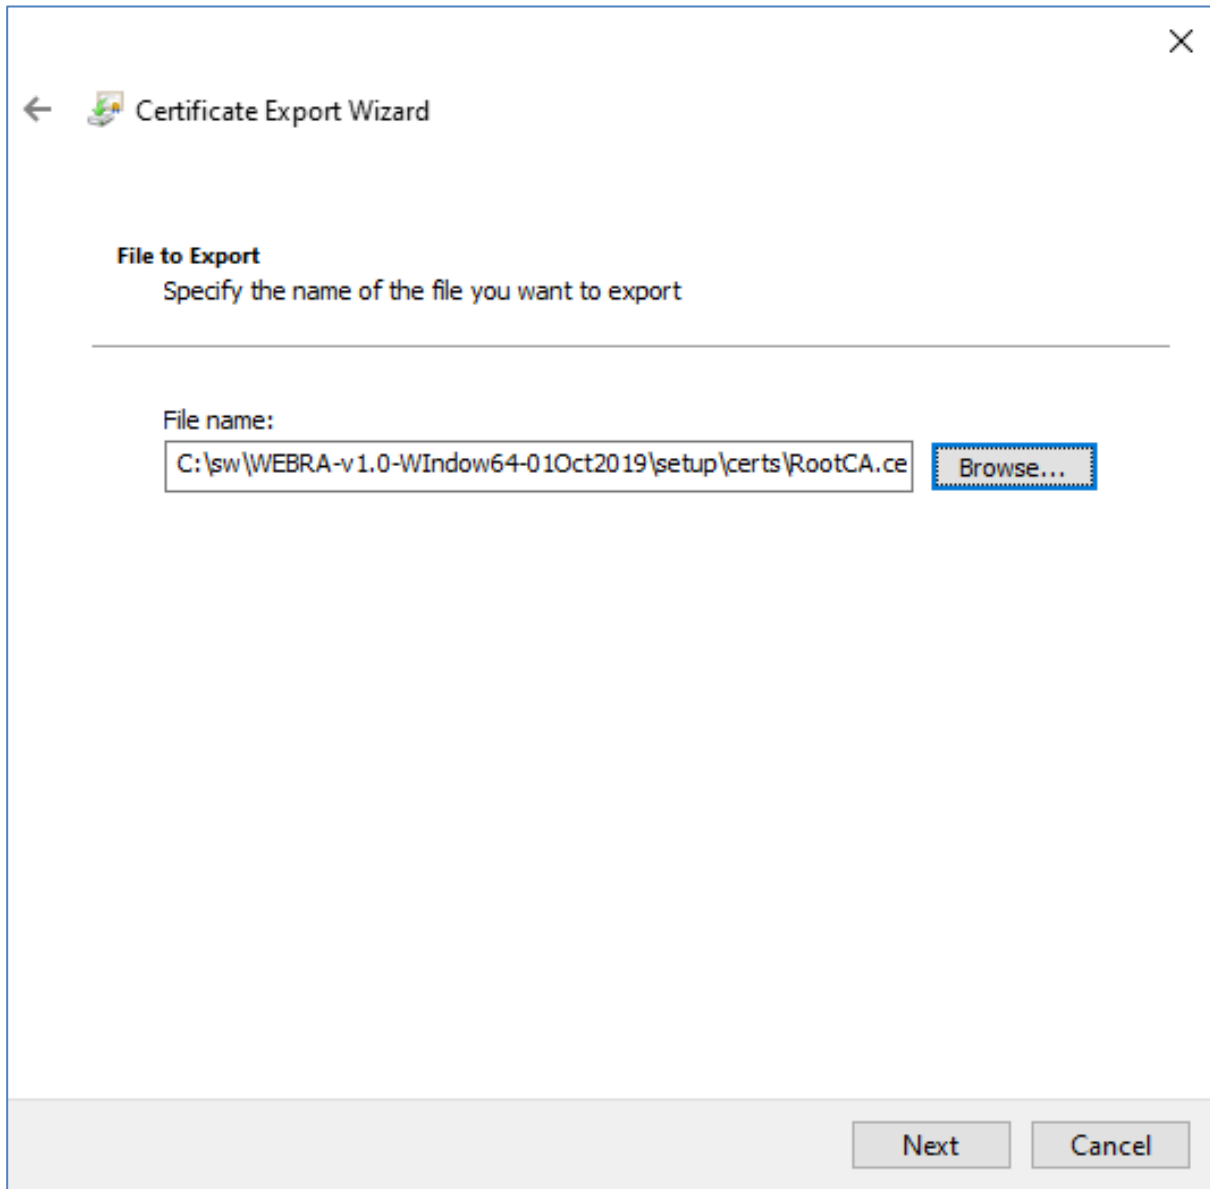 Certificate Export Wizard
File to Export
Specify the name of the file you want to export
File name:
C:\sw\WEBRA-v1.0-WIndow64-01Oct2019\setup\certs\RootCA.ce
Browse...
Next
Cancel